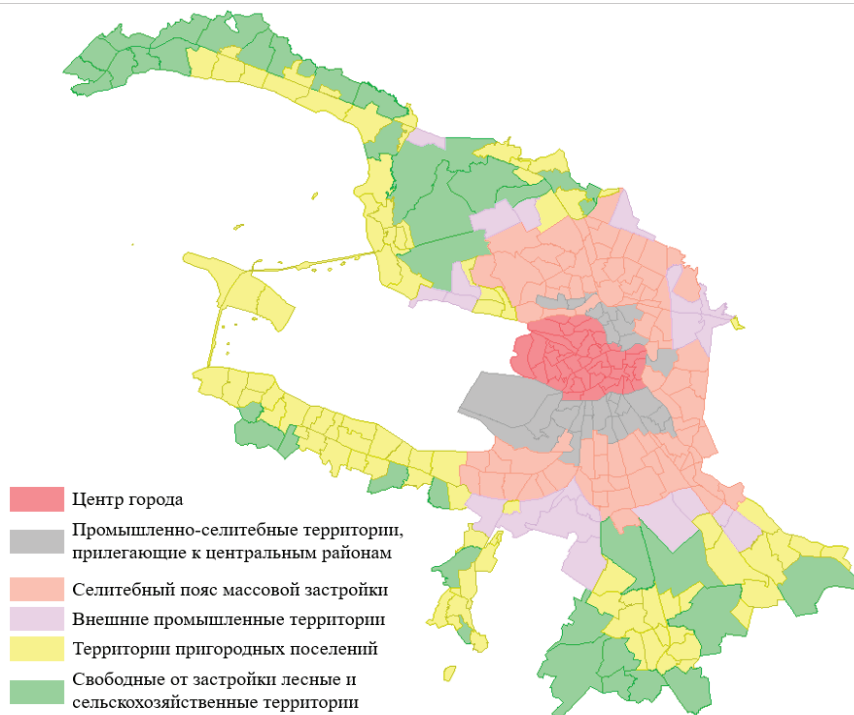 Центр города
Промышленно-селитебные территории,
прилегающие к центральным районам
Селитебный пояс массовой застройки
Внешние промышленные территории
Территории пригородных поселений
Свободные от застройки лесные и
сельскохозяйственные территории